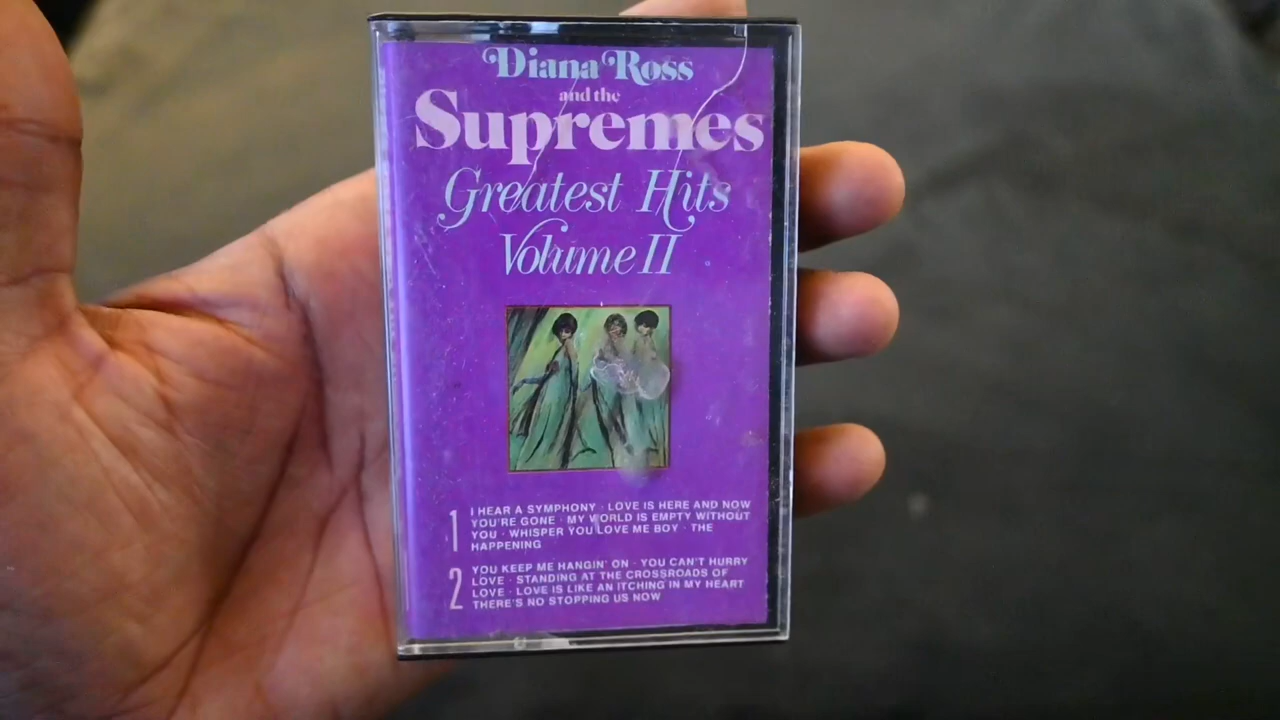 Diana Ross
and the
Supremes
Greatest Hits
Volume II
1
I HEAR A SYMPHONY · LOVE IS HERE AND NOW
YOU'RE GONE · MY WORLD IS EMPTY WITHOUT
YOU · WHISPER YOU LOVE ME BOY · THE
HAPPENING
2
YOU KEEP ME HANGIN' ON · YOU CAN'T HURRY
LOVE · STANDING AT THE CROSSROADS OF
LOVE · LOVE IS LIKE AN ITCHING IN MY HEART
THERE'S NO STOPPING US NOW